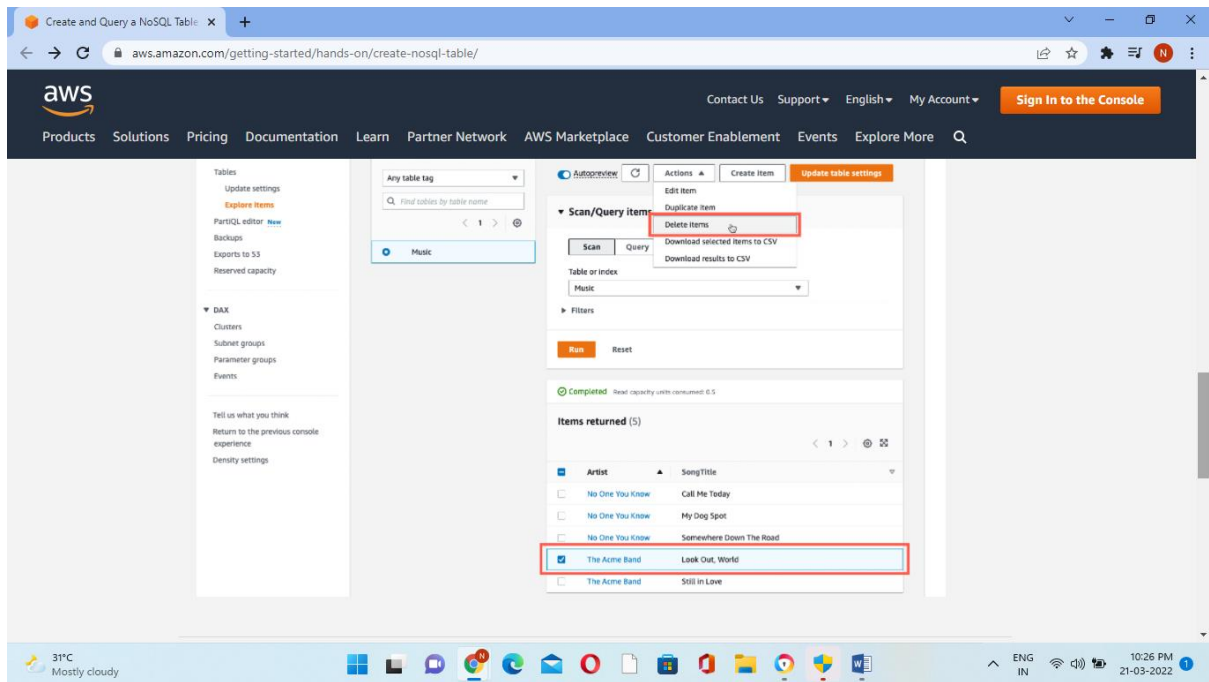 Create and Query a NoSQL Table
aws.amazon.com/getting-started/hands-on/create-nosql-table/
N
aws
Contact Us Support English My Account Sign In to the Console
Products Solutions Pricing Documentation Learn Partner Network AWS Marketplace Customer Enablement Events Explore More
Tables
Update settings
Explore items
PartiQL editor New
Backups
Exports to S3
Reserved capacity
DAX
Clusters
Subnet groups
Parameter groups
Events
Tell us what you think
Return to the previous console
experience
Density settings
Any table tag
Find tables by table name
1
Music
Autopreview Actions Create item Update table settings
Edit item
Duplicate item
Delete items
Download selected items to CSV
Download results to CSV
Scan/Query items
Scan Query
Table or index
Music
Filters
Run Reset
Completed Read capacity units consumed: 0.5
Items returned (5)
1
Artist SongTitle
No One You Know Call Me Today
No One You Know My Dog Spot
No One You Know Somewhere Down The Road
The Acme Band Look Out, World
The Acme Band Still in Love
31°C
Mostly cloudy
ENG
IN
10:26 PM
21-03-2022
1